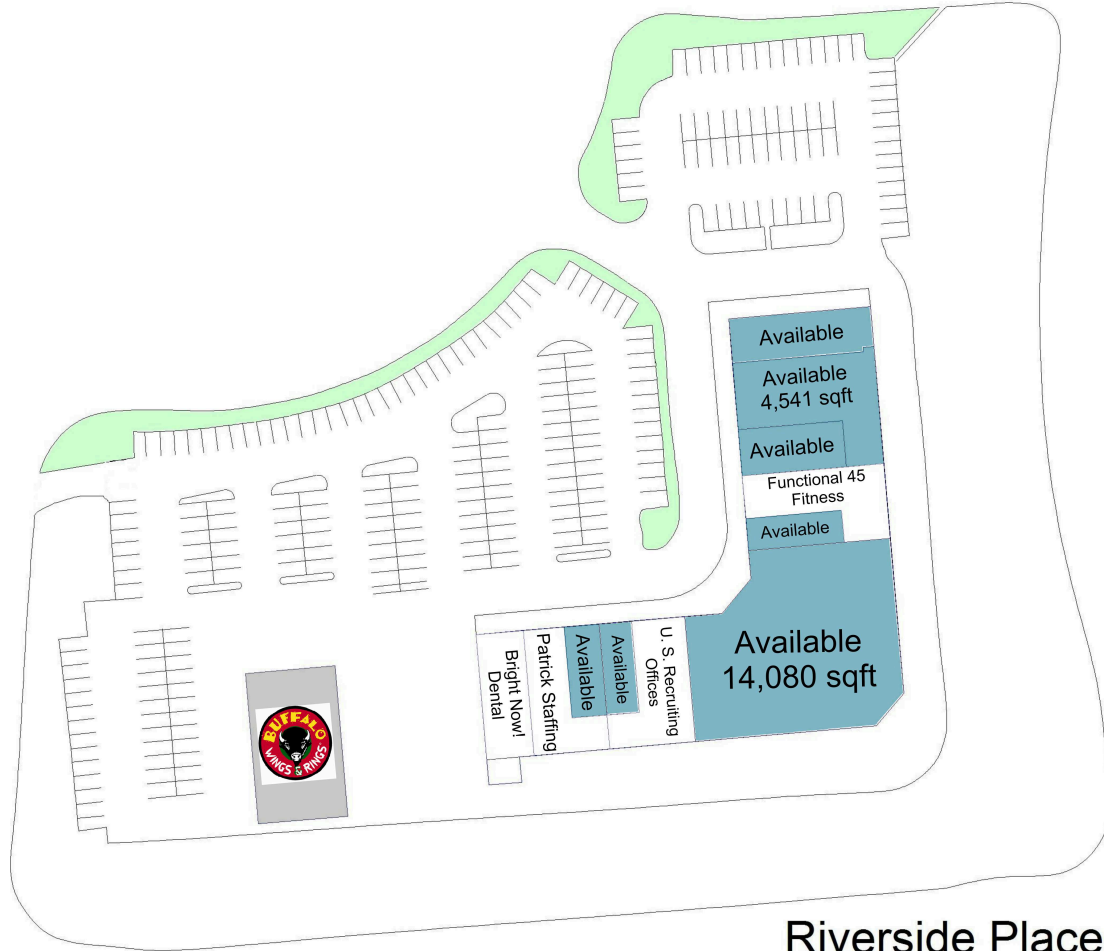 Available
Available
4,541 sqft
Available
Functional 45
Fitness
Available
Available
14,080 sqft
U. S. Recruiting
Offices
Available
Available
Patrick Staffing
Bright Now!
Dental
BUFFALO
WINGS & RINGS
Riverside Place